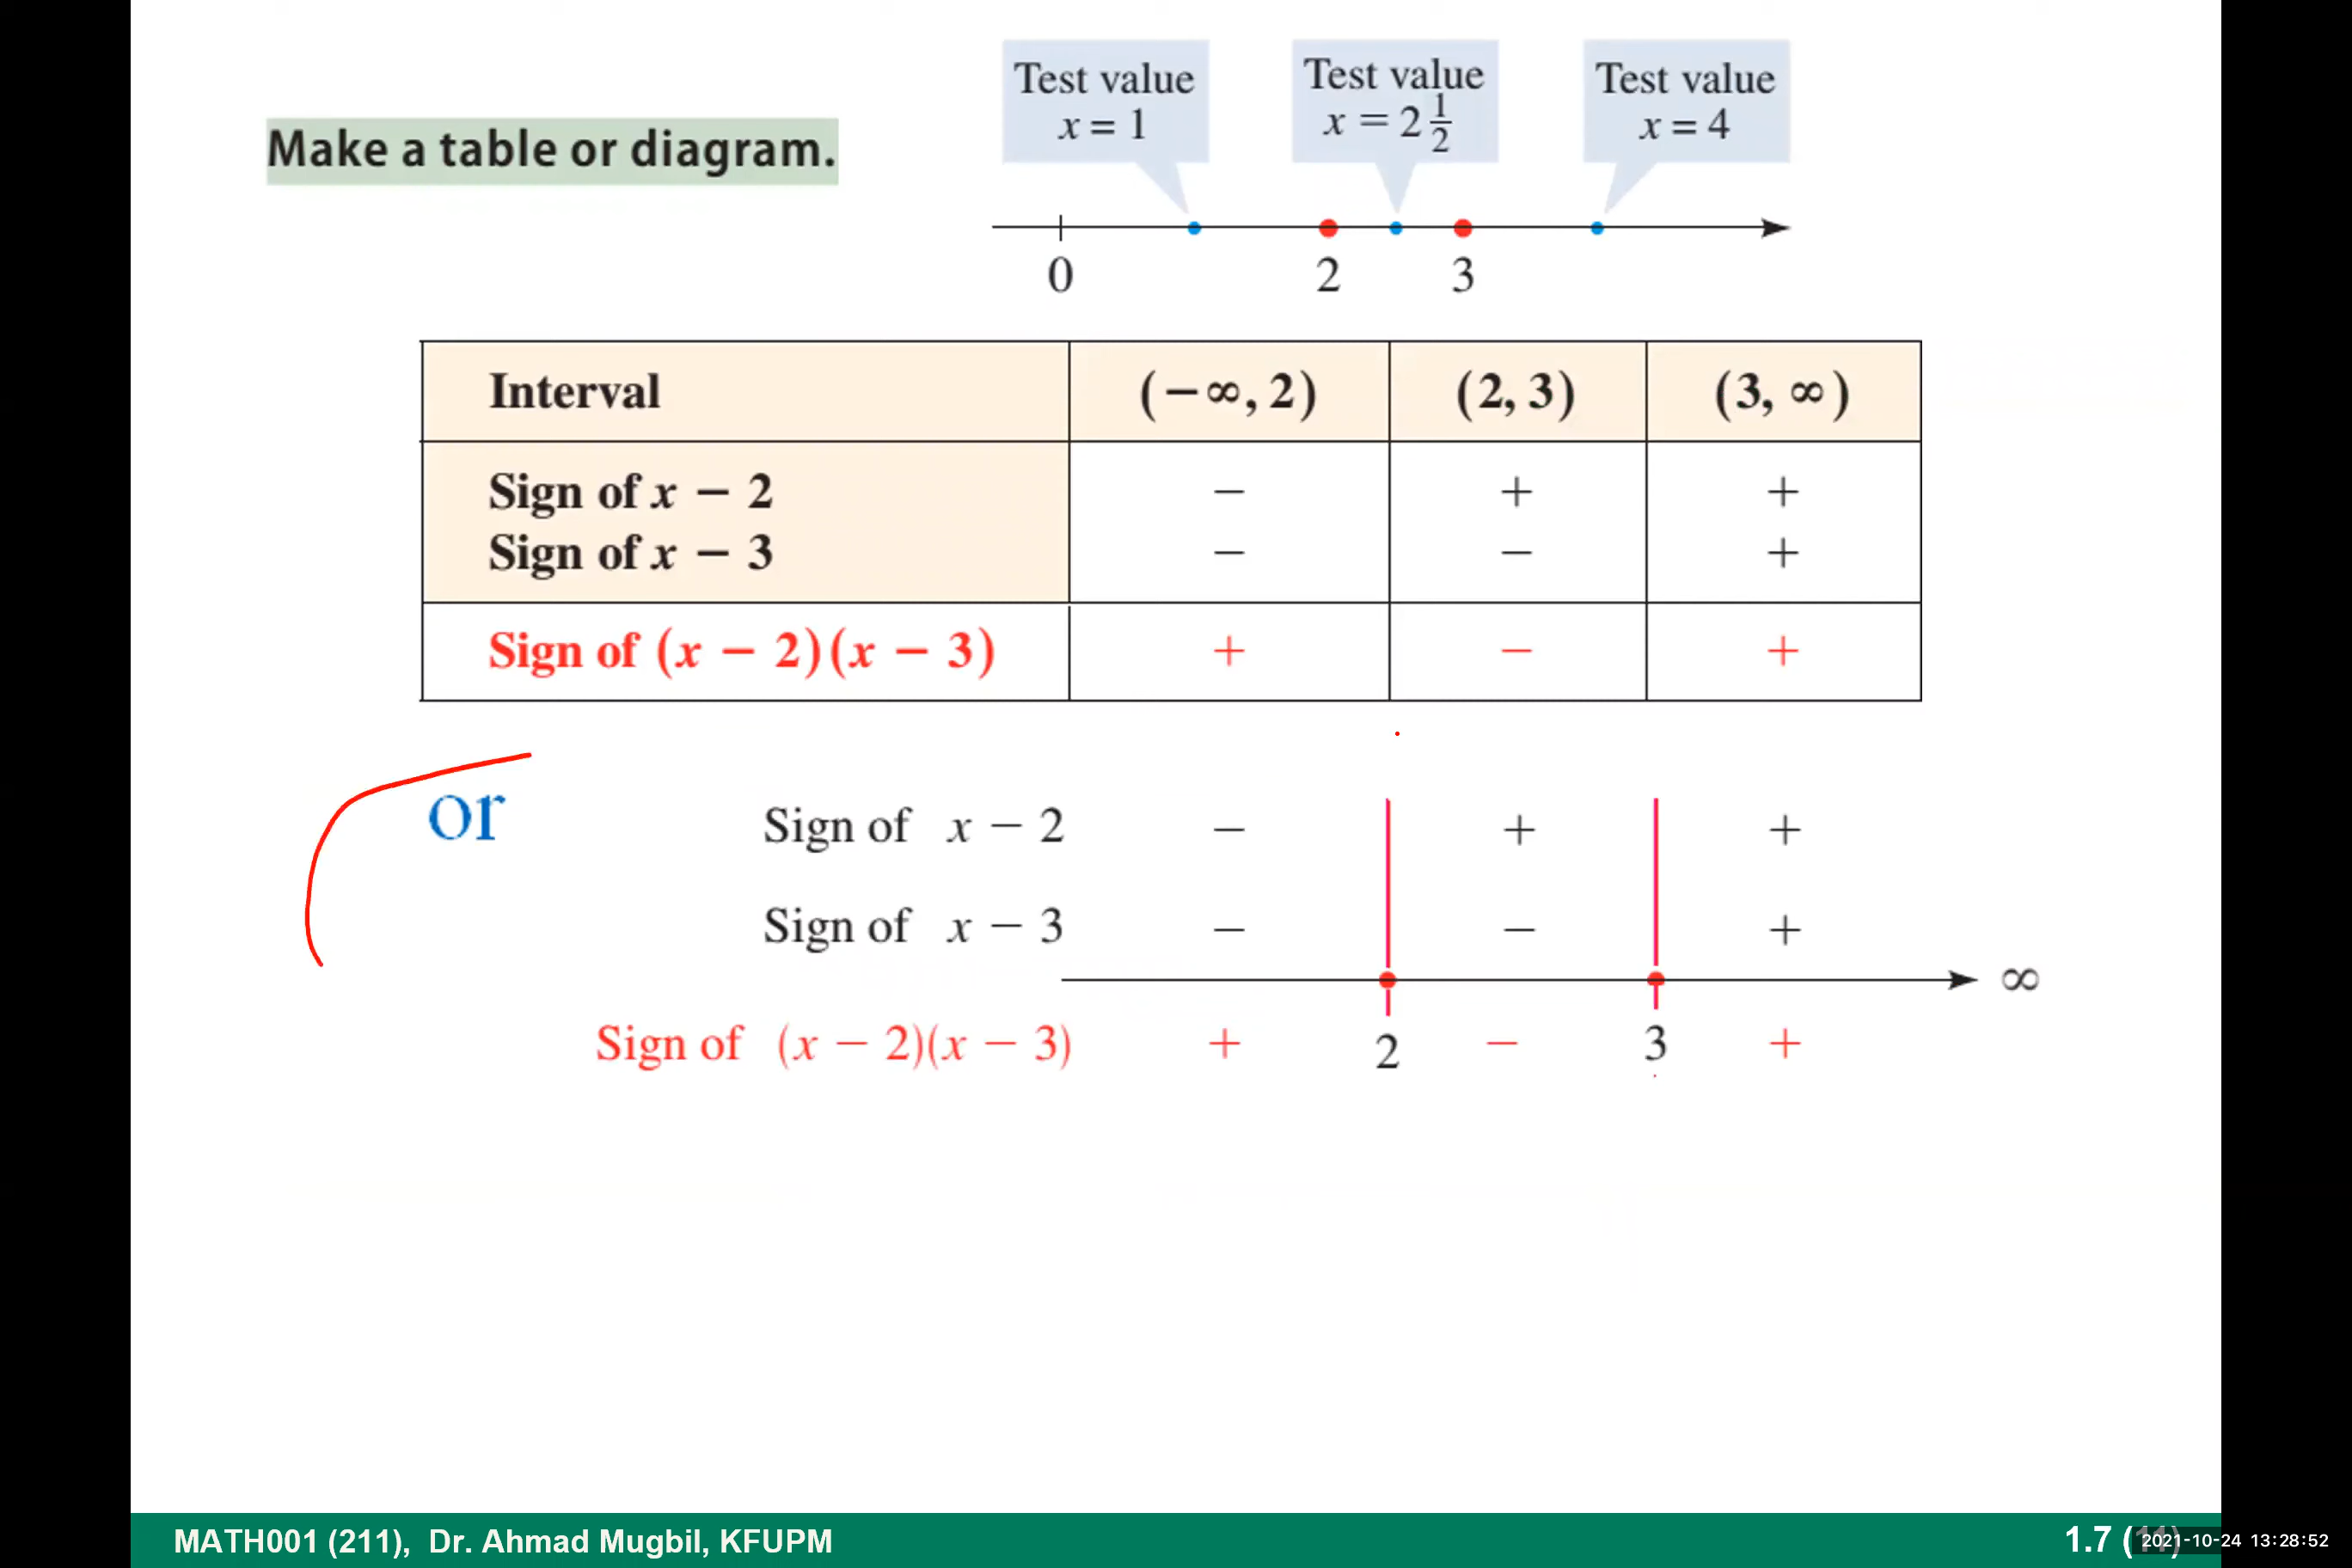 Test value
x = 1
Test value
x = 2 1/2
Test value
x = 4
Make a table or diagram.
0 2 3
Interval (−∞, 2) (2, 3) (3, ∞)
Sign of x − 2 − + +
Sign of x − 3 − − +
Sign of (x − 2)(x − 3) + − +
or
Sign of x − 2 − + +
Sign of x − 3 − − +
∞
Sign of (x − 2)(x − 3) + 2 − 3 +
MATH001 (211), Dr. Ahmad Mugbil, KFUPM
1.7 (11)
2021-10-24 13:28:52